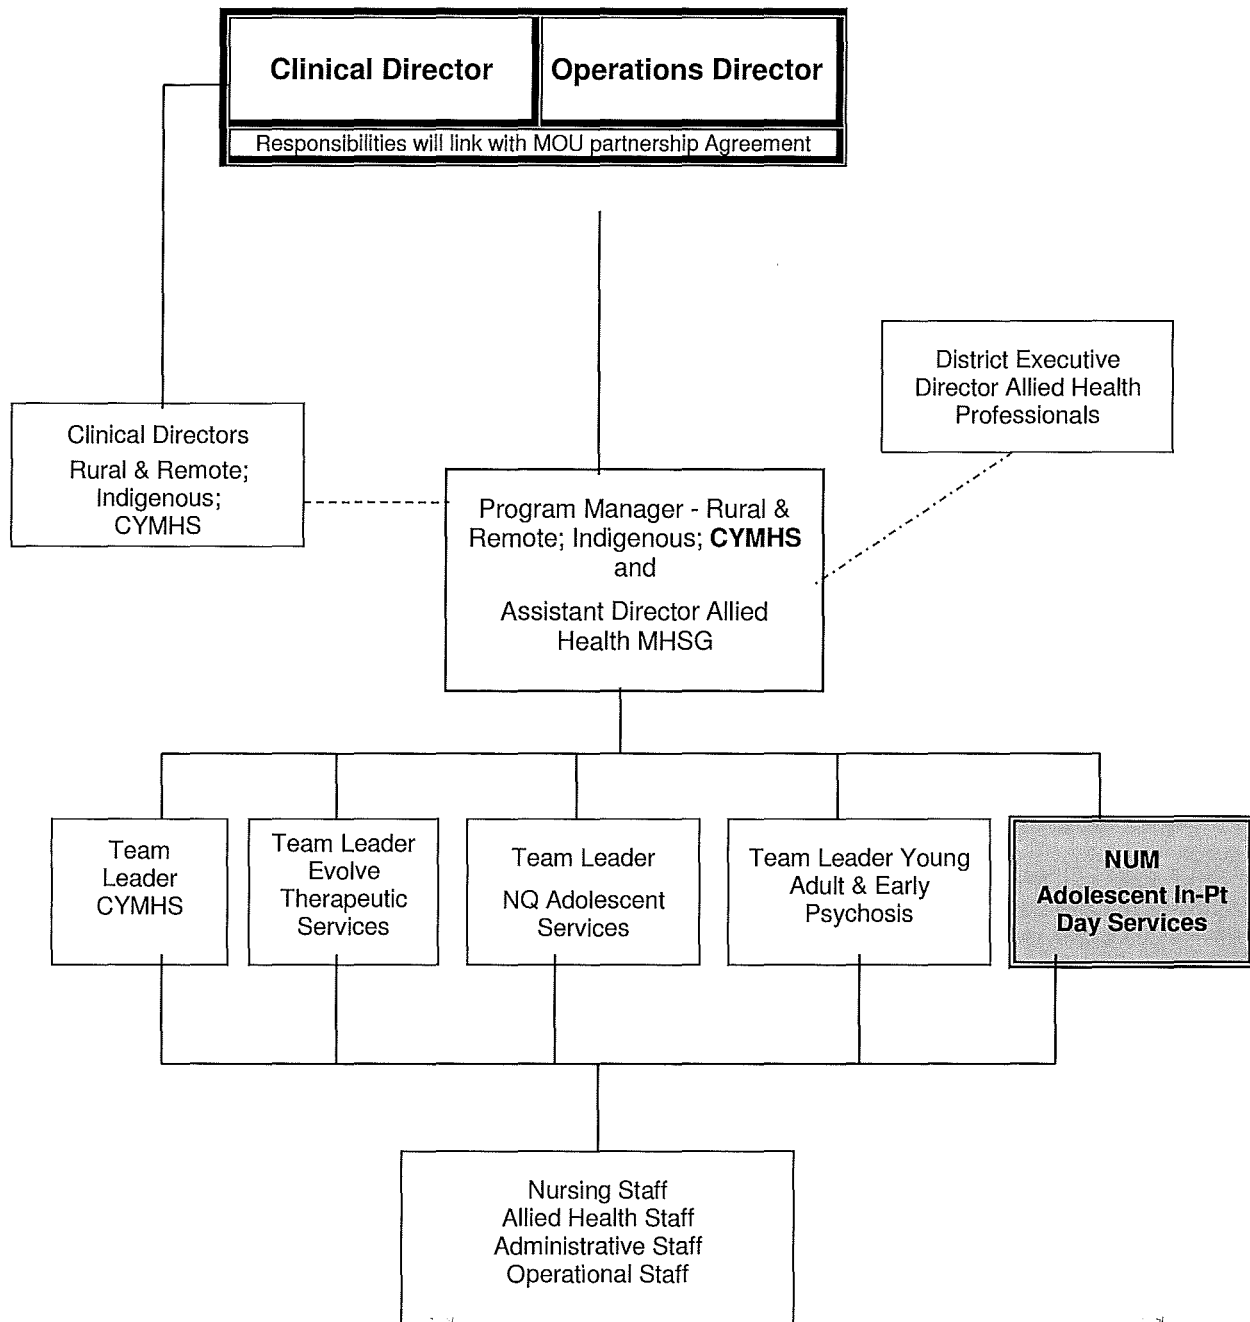 Clinical Director
Operations Director
Responsibilities will link with MOU partnership Agreement
District Executive
Director Allied Health
Professionals
Clinical Directors
Rural & Remote;
Indigenous;
CYMHS
Program Manager - Rural &
Remote; Indigenous; CYMHS
and
Assistant Director Allied
Health MHSG
Team
Leader
CYMHS
Team Leader
Evolve
Therapeutic
Services
Team Leader
NQ Adolescent
Services
Team Leader Young
Adult & Early
Psychosis
NUM
Adolescent In-Pt
Day Services
Nursing Staff
Allied Health Staff
Administrative Staff
Operational Staff